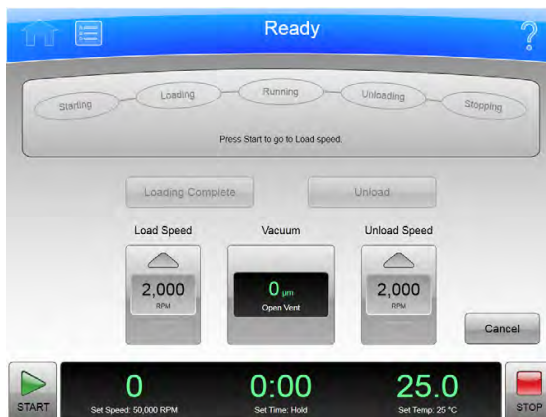 Ready
?
Starting
Loading
Running
Unloading
Stopping
Press Start to go to Load speed.
Loading Complete
Unload
Load Speed
Vacuum
Unload Speed
2,000
RPM
0 µm
Open Vent
2,000
RPM
Cancel
START
0
Set Speed: 50,000 RPM
0:00
Set Time: Hold
25.0
Set Temp: 25 °C
STOP